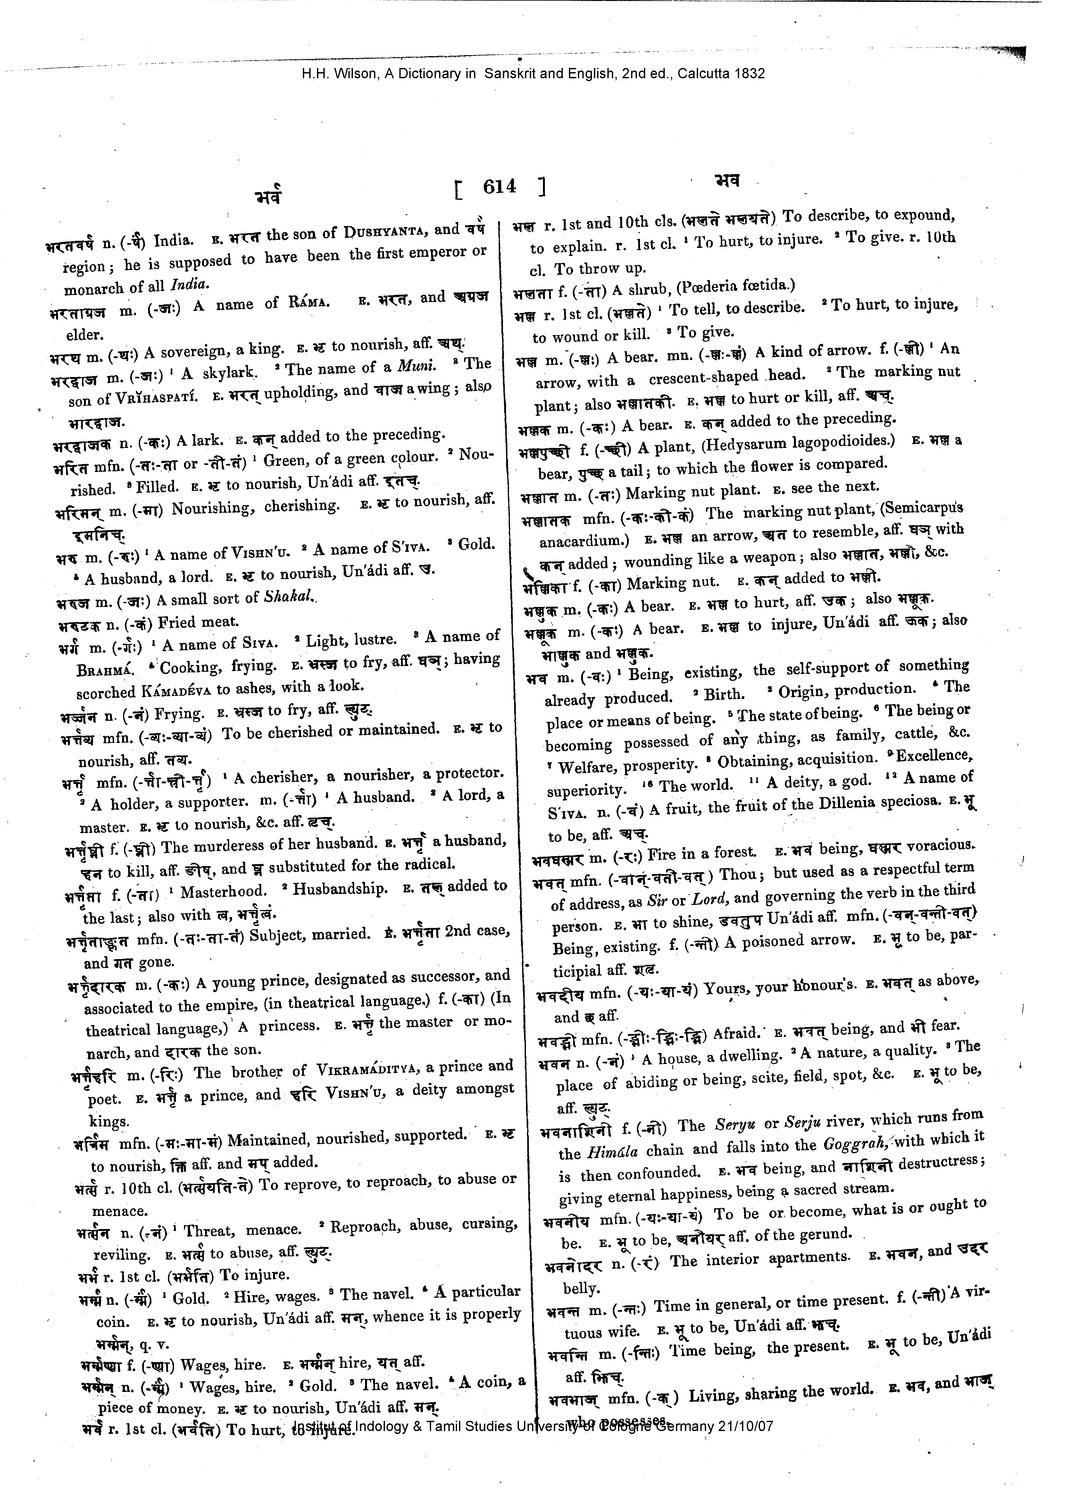 H.H. Wilson, A Dictionary in Sanskrit and English, 2nd ed., Calcutta 1832
भर्व
[ 614 ]
भव
भरतवर्ष n. (-र्षं) India. E. भरत the son of DUSHYANTA, and वर्ष
region; he is supposed to have been the first emperor or
monarch of all India.
भरताग्रज m. (-जः) A name of RÁMA. E. भरत, and अग्रज
elder.
भरथ m. (-थः) A sovereign, a king. E. भृ to nourish, aff. अथ.
भरद्वाज m. (-जः) ¹ A skylark. ² The name of a Muni. ³ The
son of VRĬHASPATÍ. E. भरत् upholding, and वाज a wing; also
भारद्वाज.
भरद्वाजक n. (-कः) A lark. E. कन् added to the preceding.
भरित mfn. (-तः-ता or -ती-तं) ¹ Green, of a green colour. ² Nou-
rished. ³ Filled. E. भृ to nourish, Un'ádi aff. इतच्.
भरिमन् m. (-मा) Nourishing, cherishing. E. भृ to nourish, aff.
इमनिच्.
भरु m. (-रुः) ¹ A name of VISHN'U. ² A name of S'IVA. ³ Gold.
⁴ A husband, a lord. E. भृ to nourish, Un'ádi aff. उ.
भरुज m. (-जः) A small sort of Shakal.
भरुटक n. (-कं) Fried meat.
भर्ग m. (-र्गः) ¹ A name of SIVA. ² Light, lustre. ³ A name of
BRAHMÁ. ⁴ Cooking, frying. E. भ्रस्ज to fry, aff. घञ्; having
scorched KÁMADÉVA to ashes, with a look.
भर्ज्जन n. (-नं) Frying. E. भ्रस्ज to fry, aff. ल्युट्.
भर्त्तव्य mfn. (-व्यः-व्या-व्यं) To be cherished or maintained. E. भृ to
nourish, aff. तव्य.
भर्त्तृ mfn. (-र्त्ता-र्त्री-र्त्तृ) ¹ A cherisher, a nourisher, a protector.
² A holder, a supporter. m. (-र्त्ता) ¹ A husband. ² A lord, a
master. E. भृ to nourish, &c. aff. तृच्.
भर्त्तृघ्नी f. (-घ्नी) The murderess of her husband. E. भर्त्तृ a husband,
हन to kill, aff. ङीप्, and घ्न substituted for the radical.
भर्त्तृता f. (-ता) ¹ Masterhood. ² Husbandship. E. तल् added to
the last; also with त्व, भर्त्तृत्वं.
भर्त्तृताङ्गत mfn. (-तः-ता-तं) Subject, married. E. भर्त्तृता 2nd case,
and गत gone.
भर्त्तृदारक m. (-कः) A young prince, designated as successor, and
associated to the empire, (in theatrical language.) f. (-का) (In
theatrical language,) A princess. E. भर्त्तृ the master or mo-
narch, and दारक the son.
भर्त्तृहरि m. (-रिः) The brother of VIKRAMÁDITYA, a prince and
poet. E. भर्त्तृ a prince, and हरि VISHN'U, a deity amongst
kings.
भर्त्रिम mfn. (-मः-मा-मं) Maintained, nourished, supported. E. भृ
to nourish, क्ति aff. and मप् added.
भर्त्स r. 10th cl. (भर्त्सयति-ते) To reprove, to reproach, to abuse or
menace.
भर्त्सन n. (-नं) ¹ Threat, menace. ² Reproach, abuse, cursing,
reviling. E. भर्त्स to abuse, aff. ल्युट्.
भर्भ r. 1st cl. (भर्भति) To injure.
भर्म्म n. (-र्म्मं) ¹ Gold. ² Hire, wages. ³ The navel. ⁴ A particular
coin. E. भृ to nourish, Un'ádi aff. मन्, whence it is properly
भर्म्मन्, q. v.
भर्म्मण्या f. (-ण्या) Wages, hire. E. भर्म्मन् hire, यत् aff.
भर्म्मन् n. (-र्म्म) ¹ Wages, hire. ² Gold. ³ The navel. ⁴ A coin, a
piece of money. E. भृ to nourish, Un'ádi aff. मन्.
भर्व r. 1st cl. (भर्वति) To hurt, to injure.
भल r. 1st and 10th cls. (भलते भलयते) To describe, to expound,
to explain. r. 1st cl. ¹ To hurt, to injure. ² To give. r. 10th
cl. To throw up.
भलता f. (-ता) A shrub, (Pœderia fœtida.)
भल्ल r. 1st cl. (भल्लते) ¹ To tell, to describe. ² To hurt, to injure,
to wound or kill. ³ To give.
भल्ल m. (-ल्लः) A bear. mn. (-ल्लः-ल्लं) A kind of arrow. f. (-ल्ली) ¹ An
arrow, with a crescent-shaped head. ² The marking nut
plant; also भल्लातकी. E. भल्ल to hurt or kill, aff. अच्.
भल्लक m. (-कः) A bear. E. कन् added to the preceding.
भल्लपुच्छी f. (-च्छी) A plant, (Hedysarum lagopodioides.) E. भल्ल a
bear, पुच्छ a tail; to which the flower is compared.
भल्लात m. (-तः) Marking nut plant. E. see the next.
भल्लातक mfn. (-कः-की-कं) The marking nut plant, (Semicarpus
anacardium.) E. भल्ल an arrow, अत to resemble, aff. घञ् with
कन् added; wounding like a weapon; also भल्लात, भल्ली, &c.
भल्लिका f. (-का) Marking nut. E. कन् added to भल्ली.
भल्लुक m. (-कः) A bear. E. भल्ल to hurt, aff. उक; also भल्लूक.
भल्लूक m. (-कः) A bear. E. भल्ल to injure, Un'ádi aff. ऊक; also
भाल्लुक and भल्लुक.
भव m. (-वः) ¹ Being, existing, the self-support of something
already produced. ² Birth. ³ Origin, production. ⁴ The
place or means of being. ⁵ The state of being. ⁶ The being or
becoming possessed of any thing, as family, cattle, &c.
⁷ Welfare, prosperity. ⁸ Obtaining, acquisition. ⁹ Excellence,
superiority. ¹⁰ The world. ¹¹ A deity, a god. ¹² A name of
S'IVA. n. (-वं) A fruit, the fruit of the Dillenia speciosa. E. भू
to be, aff. अच्.
भवघस्मर m. (-रः) Fire in a forest. E. भव being, घस्मर voracious.
भवत् mfn. (-वान्-वती-वत्) Thou; but used as a respectful term
of address, as Sir or Lord, and governing the verb in the third
person. E. भा to shine, डवतुप Un'ádi aff. mfn. (-वन्-वन्ती-वत्)
Being, existing. f. (-न्ती) A poisoned arrow. E. भू to be, par-
ticipial aff. शतृ.
भवदीय mfn. (-यः-या-यं) Yours, your honour's. E. भवत् as above,
and छ aff.
भवद्भी mfn. (-द्भीः-द्भिः-द्भि) Afraid. E. भवत् being, and भी fear.
भवन n. (-नं) ¹ A house, a dwelling. ² A nature, a quality. ³ The
place of abiding or being, scite, field, spot, &c. E. भू to be,
aff. ल्युट्.
भवनाशिनी f. (-नी) The Seryu or Serju river, which runs from
the Himála chain and falls into the Goggrah, with which it
is then confounded. E. भव being, and नाशिनी destructress;
giving eternal happiness, being a sacred stream.
भवनीय mfn. (-यः-या-यं) To be or become, what is or ought to
be. E. भू to be, अनीयर् aff. of the gerund.
भवनोदर n. (-रं) The interior apartments. E. भवन, and उदर
belly.
भवन्त m. (-न्तः) Time in general, or time present. f. (-न्ती) A vir-
tuous wife. E. भू to be, Un'ádi aff. झच्.
भवन्ति m. (-न्तिः) Time being, the present. E. भू to be, Un'ádi
aff. झिच्.
भवभाज् mfn. (-क्) Living, sharing the world. E. भव, and भाज्
who possesses.
Institut of Indology & Tamil Studies University of Cologne Germany 21/10/07